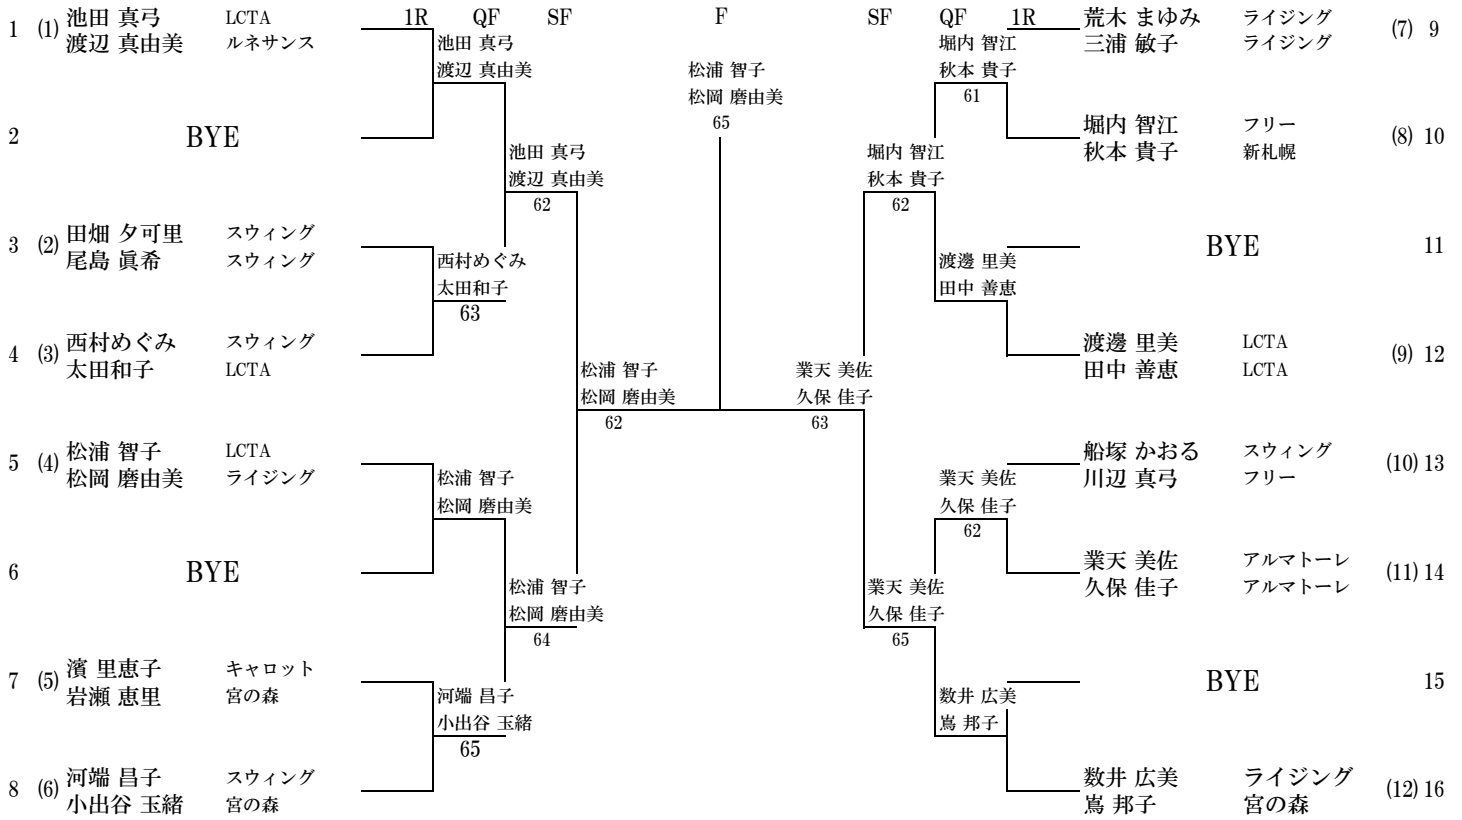 1R QF SF F SF QF 1R
1 (1) 池田 真弓 LCTA
渡辺 真由美 ルネサンス
2 BYE
3 (2) 田畑 夕可里 スウィング
尾島 眞希 スウィング
4 (3) 西村めぐみ スウィング
太田和子 LCTA
5 (4) 松浦 智子 LCTA
松岡 磨由美 ライジング
6 BYE
7 (5) 濱 里恵子 キャロット
岩瀬 恵里 宮の森
8 (6) 河端 昌子 スウィング
小出谷 玉緒 宮の森
池田 真弓
渡辺 真由美
西村めぐみ
太田和子
63
松浦 智子
松岡 磨由美
河端 昌子
小出谷 玉緒
65
池田 真弓
渡辺 真由美
62
松浦 智子
松岡 磨由美
64
松浦 智子
松岡 磨由美
62
松浦 智子
松岡 磨由美
65
業天 美佐
久保 佳子
63
堀内 智江
秋本 貴子
62
業天 美佐
久保 佳子
65
堀内 智江
秋本 貴子
61
渡邊 里美
田中 善恵
業天 美佐
久保 佳子
62
数井 広美
嶌 邦子
荒木 まゆみ ライジング (7) 9
三浦 敏子 ライジング
堀内 智江 フリー (8) 10
秋本 貴子 新札幌
BYE 11
渡邊 里美 LCTA (9) 12
田中 善恵 LCTA
船塚 かおる スウィング (10) 13
川辺 真弓 フリー
業天 美佐 アルマトーレ (11) 14
久保 佳子 アルマトーレ
BYE 15
数井 広美 ライジング (12) 16
嶌 邦子 宮の森